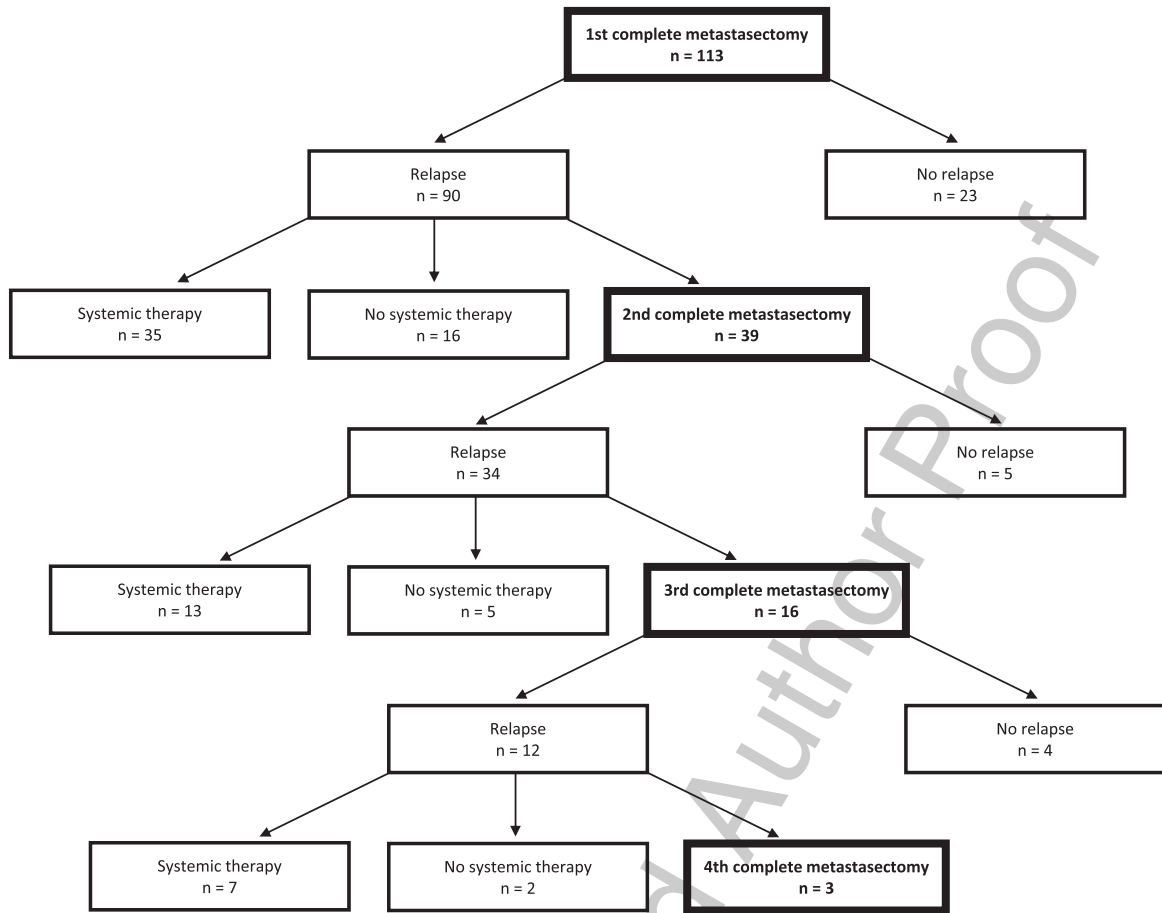 1st complete metastasectomy
n = 113
Relapse
n = 90
No relapse
n = 23
Systemic therapy
n = 35
No systemic therapy
n = 16
2nd complete metastasectomy
n = 39
Relapse
n = 34
No relapse
n = 5
Systemic therapy
n = 13
No systemic therapy
n = 5
3rd complete metastasectomy
n = 16
Relapse
n = 12
No relapse
n = 4
Systemic therapy
n = 7
No systemic therapy
n = 2
4th complete metastasectomy
n = 3
Author Proof